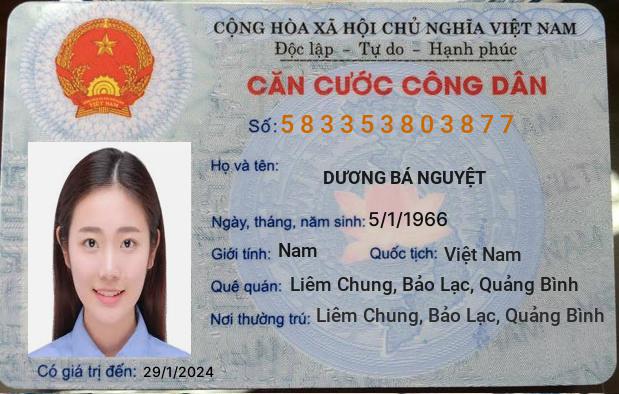 CỘNG HÒA XÃ HỘI CHỦ NGHĨA VIỆT NAM
Độc lập - Tự do - Hạnh phúc
CĂN CƯỚC CÔNG DÂN
Số: 583353803877
Họ và tên:
DƯƠNG BÁ NGUYỆT
Ngày, tháng, năm sinh: 5/1/1966
Giới tính: Nam Quốc tịch: Việt Nam
Quê quán: Liêm Chung, Bảo Lạc, Quảng Bình
Nơi thường trú: Liêm Chung, Bảo Lạc, Quảng Bình
Có giá trị đến: 29/1/2024
VIỆT NAM